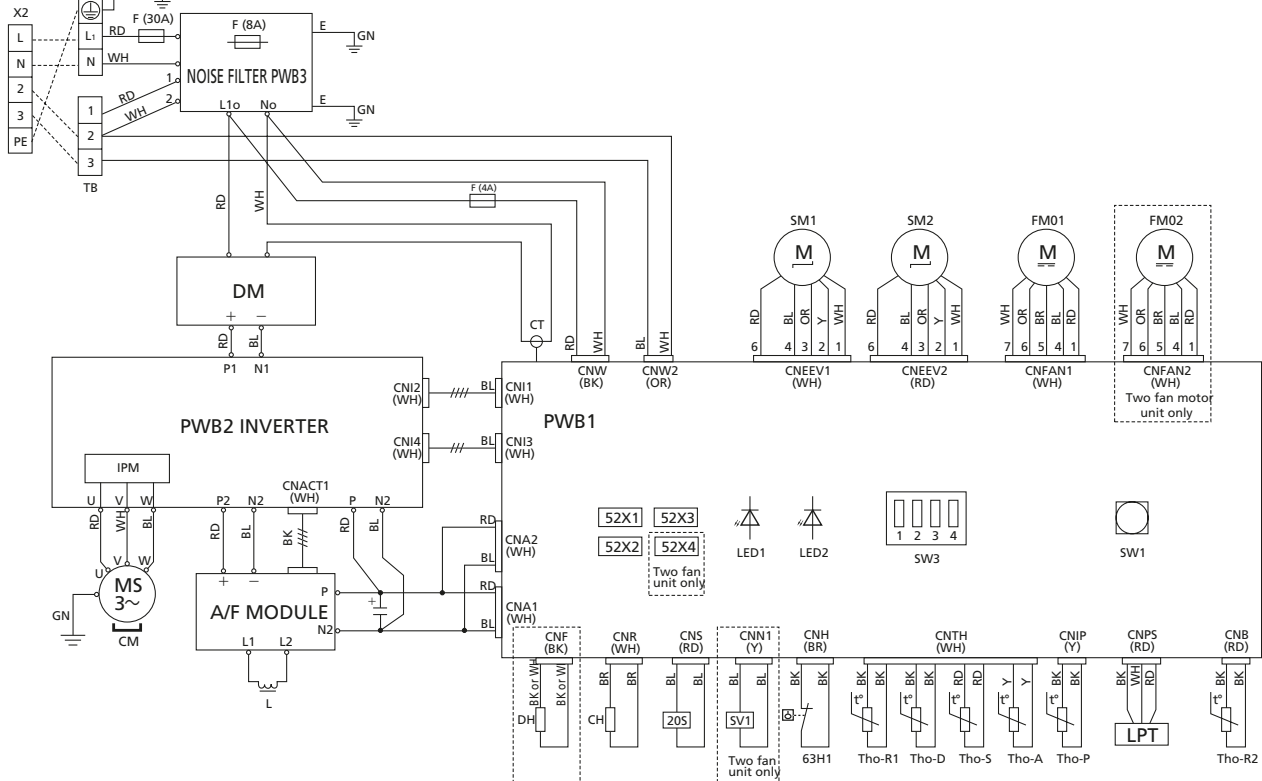 X2
L
N
2
3
PE
L1
N
1
2
3
TB
RD
F (30A)
WH
1
RD
2
WH
F (8A)
NOISE FILTER PWB3
L1o
No
E
GN
E
GN
RD
WH
F (4A)
DM
+
−
RD
BL
P1
N1
CT
RD
WH
BL
WH
CNW
(BK)
CNW2
(OR)
SM1
M
RD
BL
OR
Y
WH
6
4
3
2
1
CNEEV1
(WH)
SM2
M
RD
BL
OR
Y
WH
6
4
3
2
1
CNEEV2
(RD)
FM01
M
WH
OR
BR
BL
RD
7
6
5
4
1
CNFAN1
(WH)
FM02
M
WH
OR
BR
BL
RD
7
6
5
4
1
CNFAN2
(WH)
Two fan motor
unit only
PWB2 INVERTER
CNI2
(WH)
BL
CNI1
(WH)
CNI4
(WH)
BL
CNI3
(WH)
PWB1
IPM
U
V
W
P2
N2
CNACT1
(WH)
P
N2
RD
WH
BL
RD
BL
BK
RD
BL
U
V
W
MS
3~
GN
CM
+
−
A/F MODULE
P
N2
L1
L2
L
+
RD
CNA2
(WH)
BL
RD
CNA1
(WH)
BL
52X1
52X3
52X2
52X4
Two fan
unit only
LED1
LED2
1
2
3
4
SW3
SW1
CNF
(BK)
BK or W
BK or W
DH
CNR
(WH)
BR
BR
CH
CNS
(RD)
BL
BL
20S
CNN1
(Y)
BL
BL
SV1
Two fan
unit only
CNH
(BR)
BK
BK
63H1
CNTH
(WH)
BK
BK
t°
Tho-R1
BK
BK
t°
Tho-D
RD
RD
t°
Tho-S
Y
Y
t°
Tho-A
CNIP
(Y)
BK
BK
t°
Tho-P
CNPS
(RD)
BK
WH
RD
LPT
CNB
(RD)
BK
BK
t°
Tho-R2